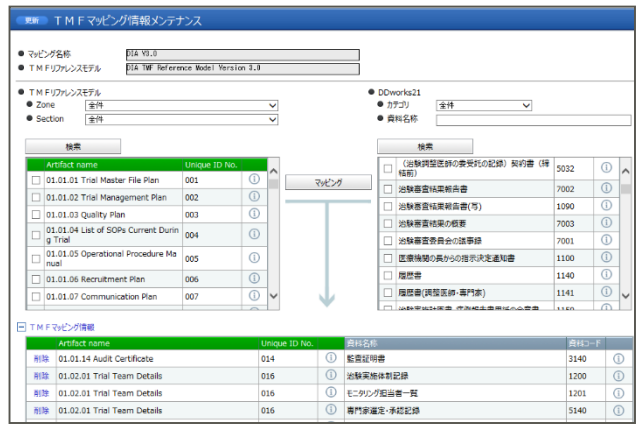 更新 TMFマッピング情報メンテナンス
● マッピング名称 DIA V3.0
● TMFリファレンスモデル DIA TMF Reference Model Version 3.0
● TMFリファレンスモデル
● Zone 全件
● Section 全件
検索
Artifact name Unique ID No.
01.01.01 Trial Master File Plan 001
01.01.02 Trial Management Plan 002
01.01.03 Quality Plan 003
01.01.04 List of SOPs Current Durin
g Trial 004
01.01.05 Operational Procedure Ma
nual 005
01.01.06 Recruitment Plan 006
01.01.07 Communication Plan 007
マッピング
● DDworks21
● カテゴリ 全件
● 資料名称
検索
(治験調整医師の委受託の記録)契約書(締
結前) 5032
治験審査結果報告書 7002
治験審査結果報告書(写) 1090
治験審査結果の概要 7003
治験審査委員会の議事録 7001
医療機関の長からの指示決定通知書 1100
履歴書 1140
履歴書(調整医師・専門家) 1141
1150
TMFマッピング情報
Artifact name Unique ID No. 資料名称 資料コード
削除 01.01.14 Audit Certificate 014 監査証明書 3140
削除 01.02.01 Trial Team Details 016 治験実施体制記録 1200
削除 01.02.01 Trial Team Details 016 モニタリング担当者一覧 1201
削除 01.02.01 Trial Team Details 016 専門家選定・承認記録 5140